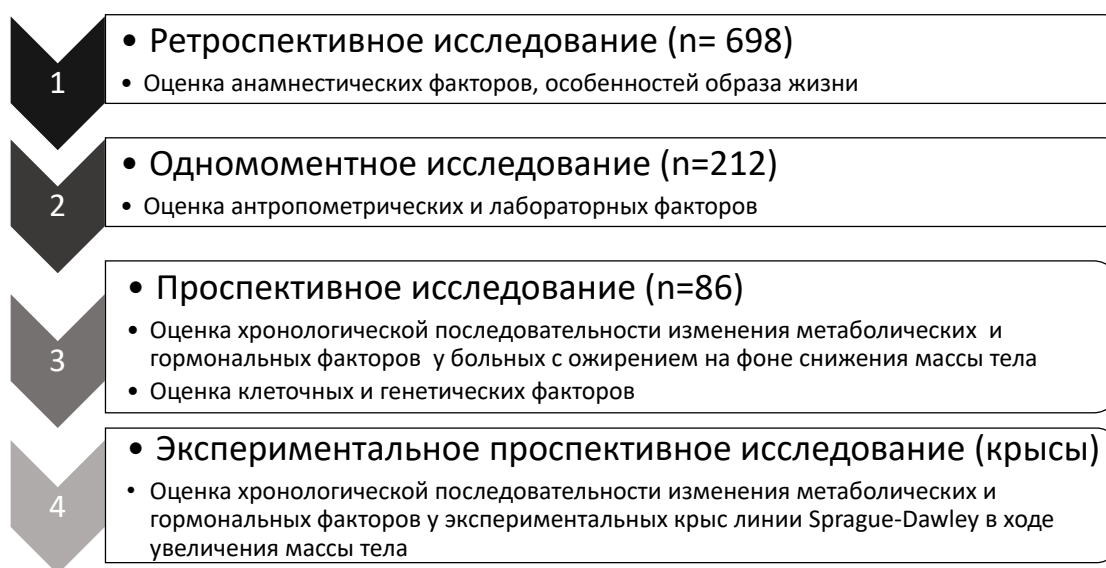 1
• Ретроспективное исследование (n= 698)
• Оценка анамнестических факторов, особенностей образа жизни
2
• Одномоментное исследование (n=212)
• Оценка антропометрических и лабораторных факторов
3
• Проспективное исследование (n=86)
• Оценка хронологической последовательности изменения метаболических и
гормональных факторов у больных с ожирением на фоне снижения массы тела
• Оценка клеточных и генетических факторов
4
• Экспериментальное проспективное исследование (крысы)
• Оценка хронологической последовательности изменения метаболических и
гормональных факторов у экспериментальных крыс линии Sprague-Dawley в ходе
увеличения массы тела